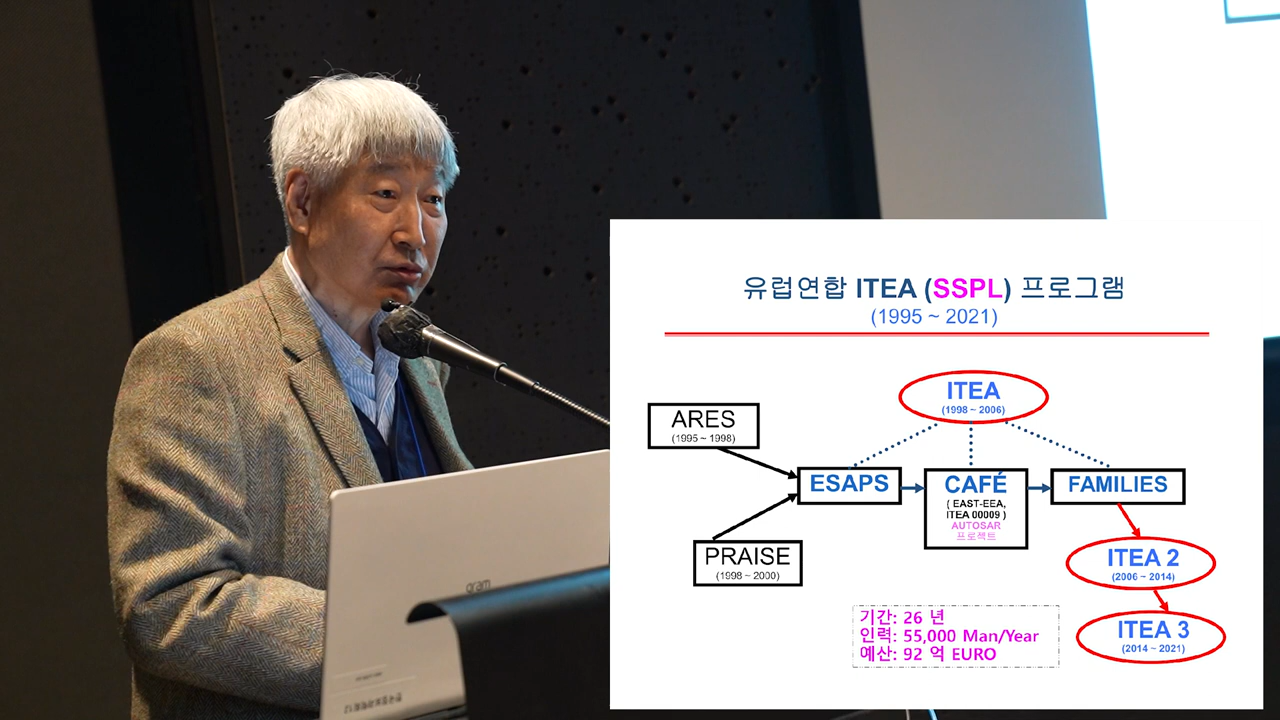 유럽연합 ITEA (SSPL) 프로그램
(1995 ~ 2021)
ITEA
(1998 ~ 2006)
ARES
(1995 ~ 1998)
ESAPS
CAFÉ
( EAST-EEA,
ITEA 00009 )
AUTOSAR
프로젝트
FAMILIES
PRAISE
(1998 ~ 2000)
ITEA 2
(2006 ~ 2014)
ITEA 3
(2014 ~ 2021)
기간: 26 년
인력: 55,000 Man/Year
예산: 92 억 EURO
gram